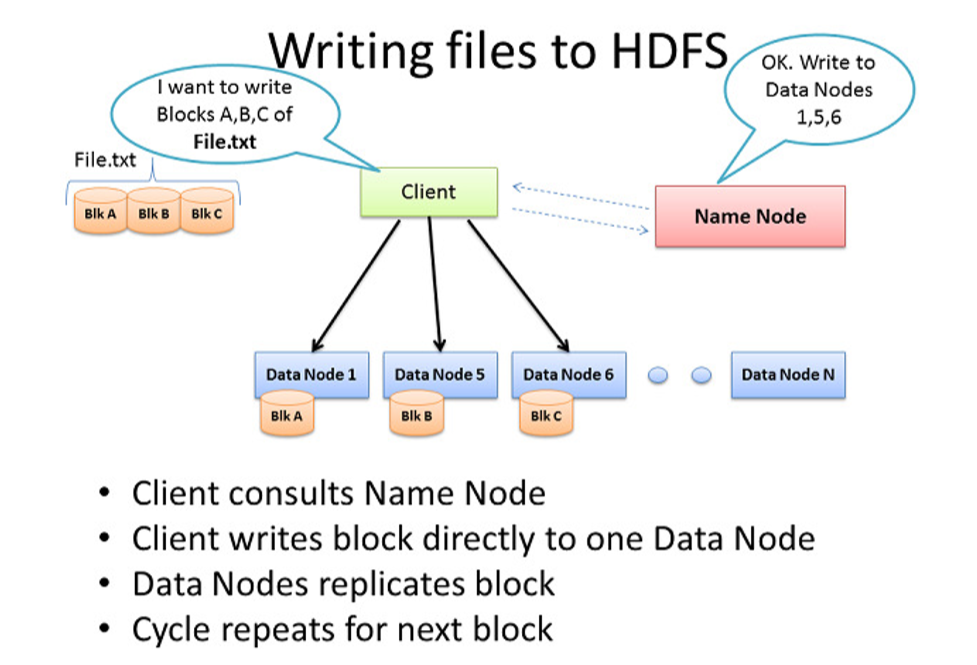 Writing files to HDFS
I want to write
Blocks A,B,C of
File.txt
OK. Write to
Data Nodes
1,5,6
File.txt
Blk A
Blk B
Blk C
Client
Name Node
Data Node 1
Data Node 5
Data Node 6
Data Node N
Blk A
Blk B
Blk C
• Client consults Name Node
• Client writes block directly to one Data Node
• Data Nodes replicates block
• Cycle repeats for next block